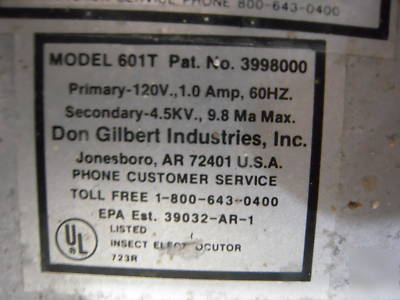 SERVICE PHONE 800-643-0400
MODEL 601T Pat. No. 3998000
Primary-120V.,1.0 Amp, 60HZ.
Secondary-4.5KV., 9.8 Ma Max.
Don Gilbert Industries, Inc.
Jonesboro, AR 72401 U.S.A.
PHONE CUSTOMER SERVICE
TOLL FREE 1-800-643-0400
EPA Est. 39032-AR-1
UL
LISTED
INSECT ELECTROCUTOR
723R